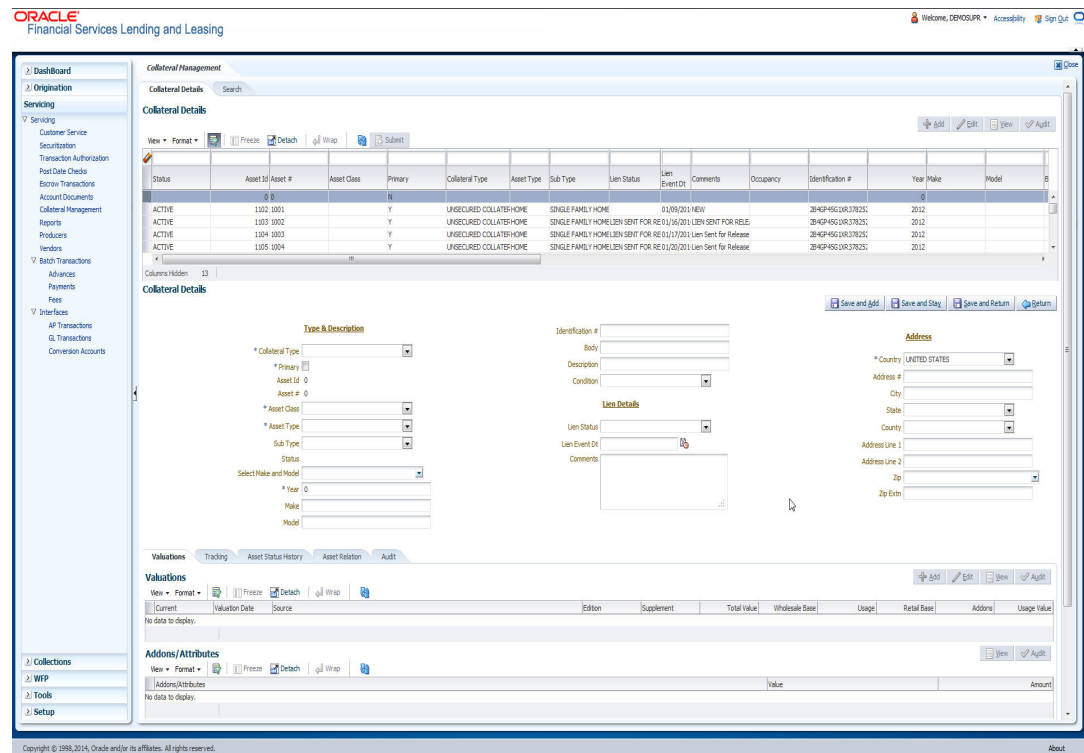 ORACLE
Financial Services Lending and Leasing
Welcome, DEMOSUPR Accessibility Sign Out
Close
DashBoard
Origination
Servicing
Servicing
Customer Service
Securitization
Transaction Authorization
Post Date Checks
Escrow Transactions
Account Documents
Collateral Management
Reports
Producers
Vendors
Batch Transactions
Advances
Payments
Fees
Interfaces
AP Transactions
GL Transactions
Conversion Accounts
Collections
WFP
Tools
Setup
Collateral Management
Collateral Details Search
Collateral Details
Add Edit View Audit
View Format Freeze Detach Wrap Submit
Status Asset Id Asset # Asset Class Primary Collateral Type Asset Type Sub Type Lien Status Lien Event Dt Comments Occupancy Identification # Year Make Model B
0 0 N 0
ACTIVE 1102 1001 Y UNSECURED COLLATER HOME SINGLE FAMILY HOME 01/09/201 NEW 2B4GP45G1XR37825 2012
ACTIVE 1103 1002 Y UNSECURED COLLATER HOME SINGLE FAMILY HOME LIEN SENT FOR RE 01/16/201 LIEN SENT FOR RELE 2B4GP45G1XR37825 2012
ACTIVE 1104 1003 Y UNSECURED COLLATER HOME SINGLE FAMILY HOME LIEN SENT FOR RE 01/17/201 Lien Sent for Release 2B4GP45G1XR37825 2012
ACTIVE 1105 1004 Y UNSECURED COLLATER HOME SINGLE FAMILY HOME LIEN SENT FOR RE 01/20/201 Lien Sent for Release 2B4GP45G1XR37825 2012
Columns Hidden 13
Collateral Details
Save and Add Save and Stay Save and Return Return
Type & Description
* Collateral Type
* Primary
Asset Id 0
Asset # 0
* Asset Class
* Asset Type
Sub Type
Status
Select Make and Model
* Year 0
Make
Model
Identification #
Body
Description
Condition
Lien Details
Lien Status
Lien Event Dt
Comments
Address
* Country UNITED STATES
Address #
City
State
County
Address Line 1
Address Line 2
Zip
Zip Extn
Valuations Tracking Asset Status History Asset Relation Audit
Valuations
Add Edit View Audit
View Format Freeze Detach Wrap
Current Valuation Date Source Edition Supplement Total Value Wholesale Base Usage Retail Base Addons Usage Value
No data to display.
Addons/Attributes
View Audit
View Format Freeze Detach Wrap
Addons/Attributes Value Amount
No data to display.
Copyright © 1998,2014, Oracle and/or its affiliates. All rights reserved.
About